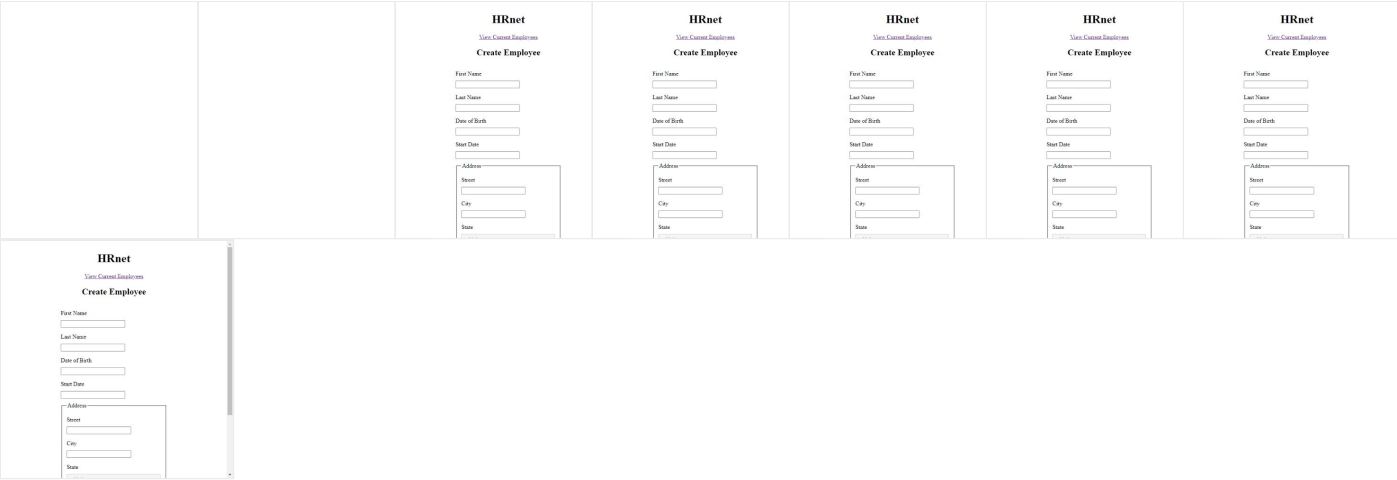 HRnet
View Current Employees
Create Employee
First Name
Last Name
Date of Birth
Start Date
Address
Street
City
State
HRnet
View Current Employees
Create Employee
First Name
Last Name
Date of Birth
Start Date
Address
Street
City
State
HRnet
View Current Employees
Create Employee
First Name
Last Name
Date of Birth
Start Date
Address
Street
City
State
HRnet
View Current Employees
Create Employee
First Name
Last Name
Date of Birth
Start Date
Address
Street
City
State
HRnet
View Current Employees
Create Employee
First Name
Last Name
Date of Birth
Start Date
Address
Street
City
State
HRnet
View Current Employees
Create Employee
First Name
Last Name
Date of Birth
Start Date
Address
Street
City
State